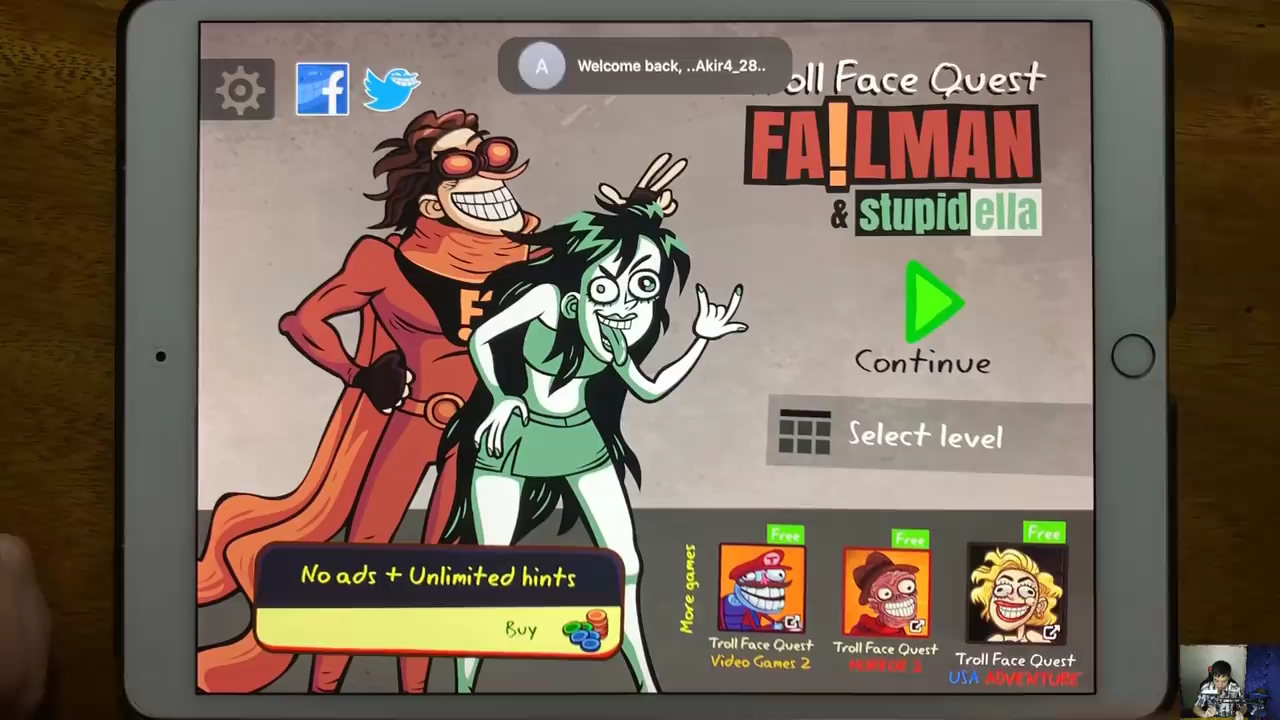 A
Welcome back, ..Akir4_28..
oll Face Quest
FA!LMAN
& stupidella
F
Continue
Select level
No ads + Unlimited hints
Buy
More games
Free
Troll Face Quest
Video Games 2
Free
Troll Face Quest
HORROR 2
Free
Troll Face Quest
USA ADVENTURE